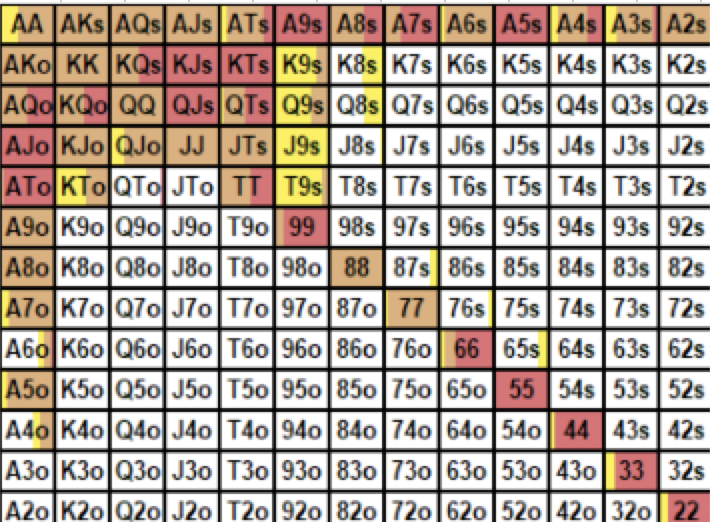 AA AKs AQs AJs ATs A9s A8s A7s A6s A5s A4s A3s A2s
AKo KK KQs KJs KTs K9s K8s K7s K6s K5s K4s K3s K2s
AQo KQo QQ QJs QTs Q9s Q8s Q7s Q6s Q5s Q4s Q3s Q2s
AJo KJo QJo JJ JTs J9s J8s J7s J6s J5s J4s J3s J2s
ATo KTo QTo JTo TT T9s T8s T7s T6s T5s T4s T3s T2s
A9o K9o Q9o J9o T9o 99 98s 97s 96s 95s 94s 93s 92s
A8o K8o Q8o J8o T8o 98o 88 87s 86s 85s 84s 83s 82s
A7o K7o Q7o J7o T7o 97o 87o 77 76s 75s 74s 73s 72s
A6o K6o Q6o J6o T6o 96o 86o 76o 66 65s 64s 63s 62s
A5o K5o Q5o J5o T5o 95o 85o 75o 65o 55 54s 53s 52s
A4o K4o Q4o J4o T4o 94o 84o 74o 64o 54o 44 43s 42s
A3o K3o Q3o J3o T3o 93o 83o 73o 63o 53o 43o 33 32s
A2o K2o Q2o J2o T2o 92o 82o 72o 62o 52o 42o 32o 22